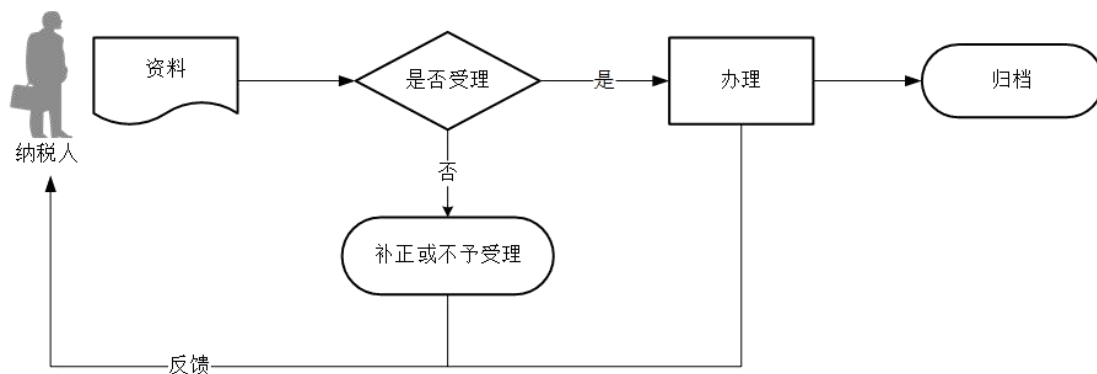 纳税人
资料
是否受理
是
办理
归档
否
补正或不予受理
反馈